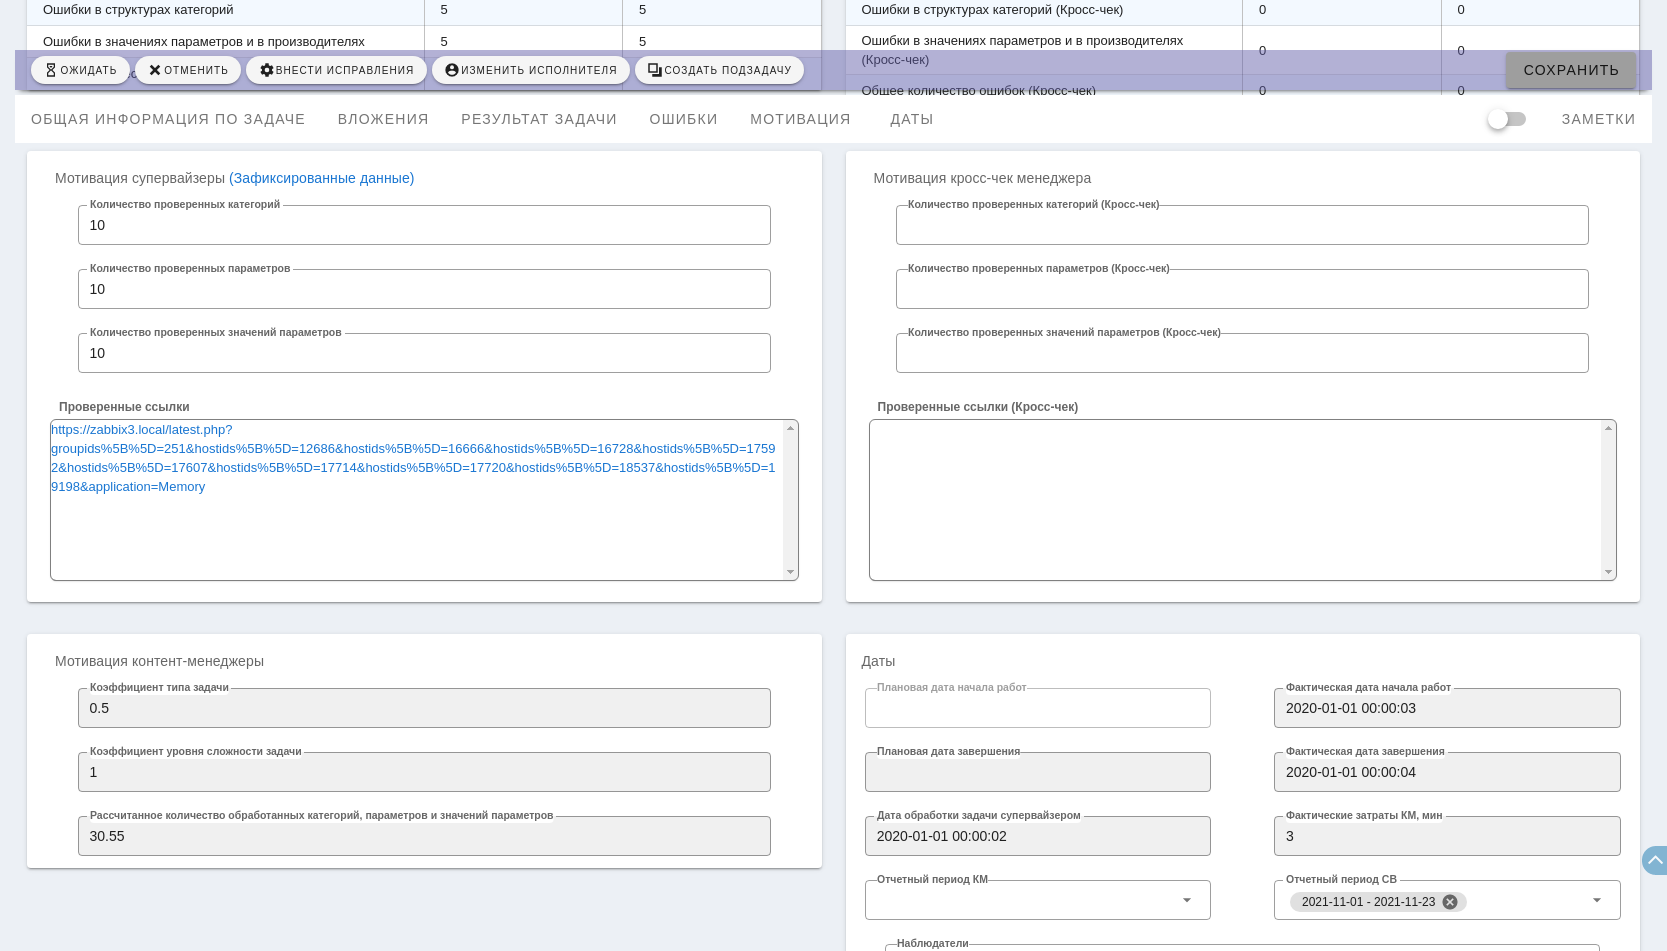 Ошибки в структурах категорий 5 5
Ошибки в структурах категорий (Кросс-чек) 0 0
Ошибки в значениях параметров и в производителях 5 5
Ошибки в значениях параметров и в производителях
(Кросс-чек) 0 0
Общее количество ошибок (Кросс-чек) 0 0
ОЖИДАТЬ ОТМЕНИТЬ ВНЕСТИ ИСПРАВЛЕНИЯ ИЗМЕНИТЬ ИСПОЛНИТЕЛЯ СОЗДАТЬ ПОДЗАДАЧУ СОХРАНИТЬ
ОБЩАЯ ИНФОРМАЦИЯ ПО ЗАДАЧЕ ВЛОЖЕНИЯ РЕЗУЛЬТАТ ЗАДАЧИ ОШИБКИ МОТИВАЦИЯ ДАТЫ ЗАМЕТКИ
Мотивация супервайзеры (Зафиксированные данные)
Количество проверенных категорий
10
Количество проверенных параметров
10
Количество проверенных значений параметров
10
Проверенные ссылки
https://zabbix3.local/latest.php?
groupids%5B%5D=251&hostids%5B%5D=12686&hostids%5B%5D=16666&hostids%5B%5D=16728&hostids%5B%5D=1759
2&hostids%5B%5D=17607&hostids%5B%5D=17714&hostids%5B%5D=17720&hostids%5B%5D=18537&hostids%5B%5D=1
9198&application=Memory
Мотивация кросс-чек менеджера
Количество проверенных категорий (Кросс-чек)
Количество проверенных параметров (Кросс-чек)
Количество проверенных значений параметров (Кросс-чек)
Проверенные ссылки (Кросс-чек)
Мотивация контент-менеджеры
Коэффициент типа задачи
0.5
Коэффициент уровня сложности задачи
1
Рассчитанное количество обработанных категорий, параметров и значений параметров
30.55
Даты
Плановая дата начала работ
Фактическая дата начала работ
2020-01-01 00:00:03
Плановая дата завершения
Фактическая дата завершения
2020-01-01 00:00:04
Дата обработки задачи супервайзером
2020-01-01 00:00:02
Фактические затраты КМ, мин
3
Отчетный период КМ
Отчетный период СВ
2021-11-01 - 2021-11-23
Наблюдатели